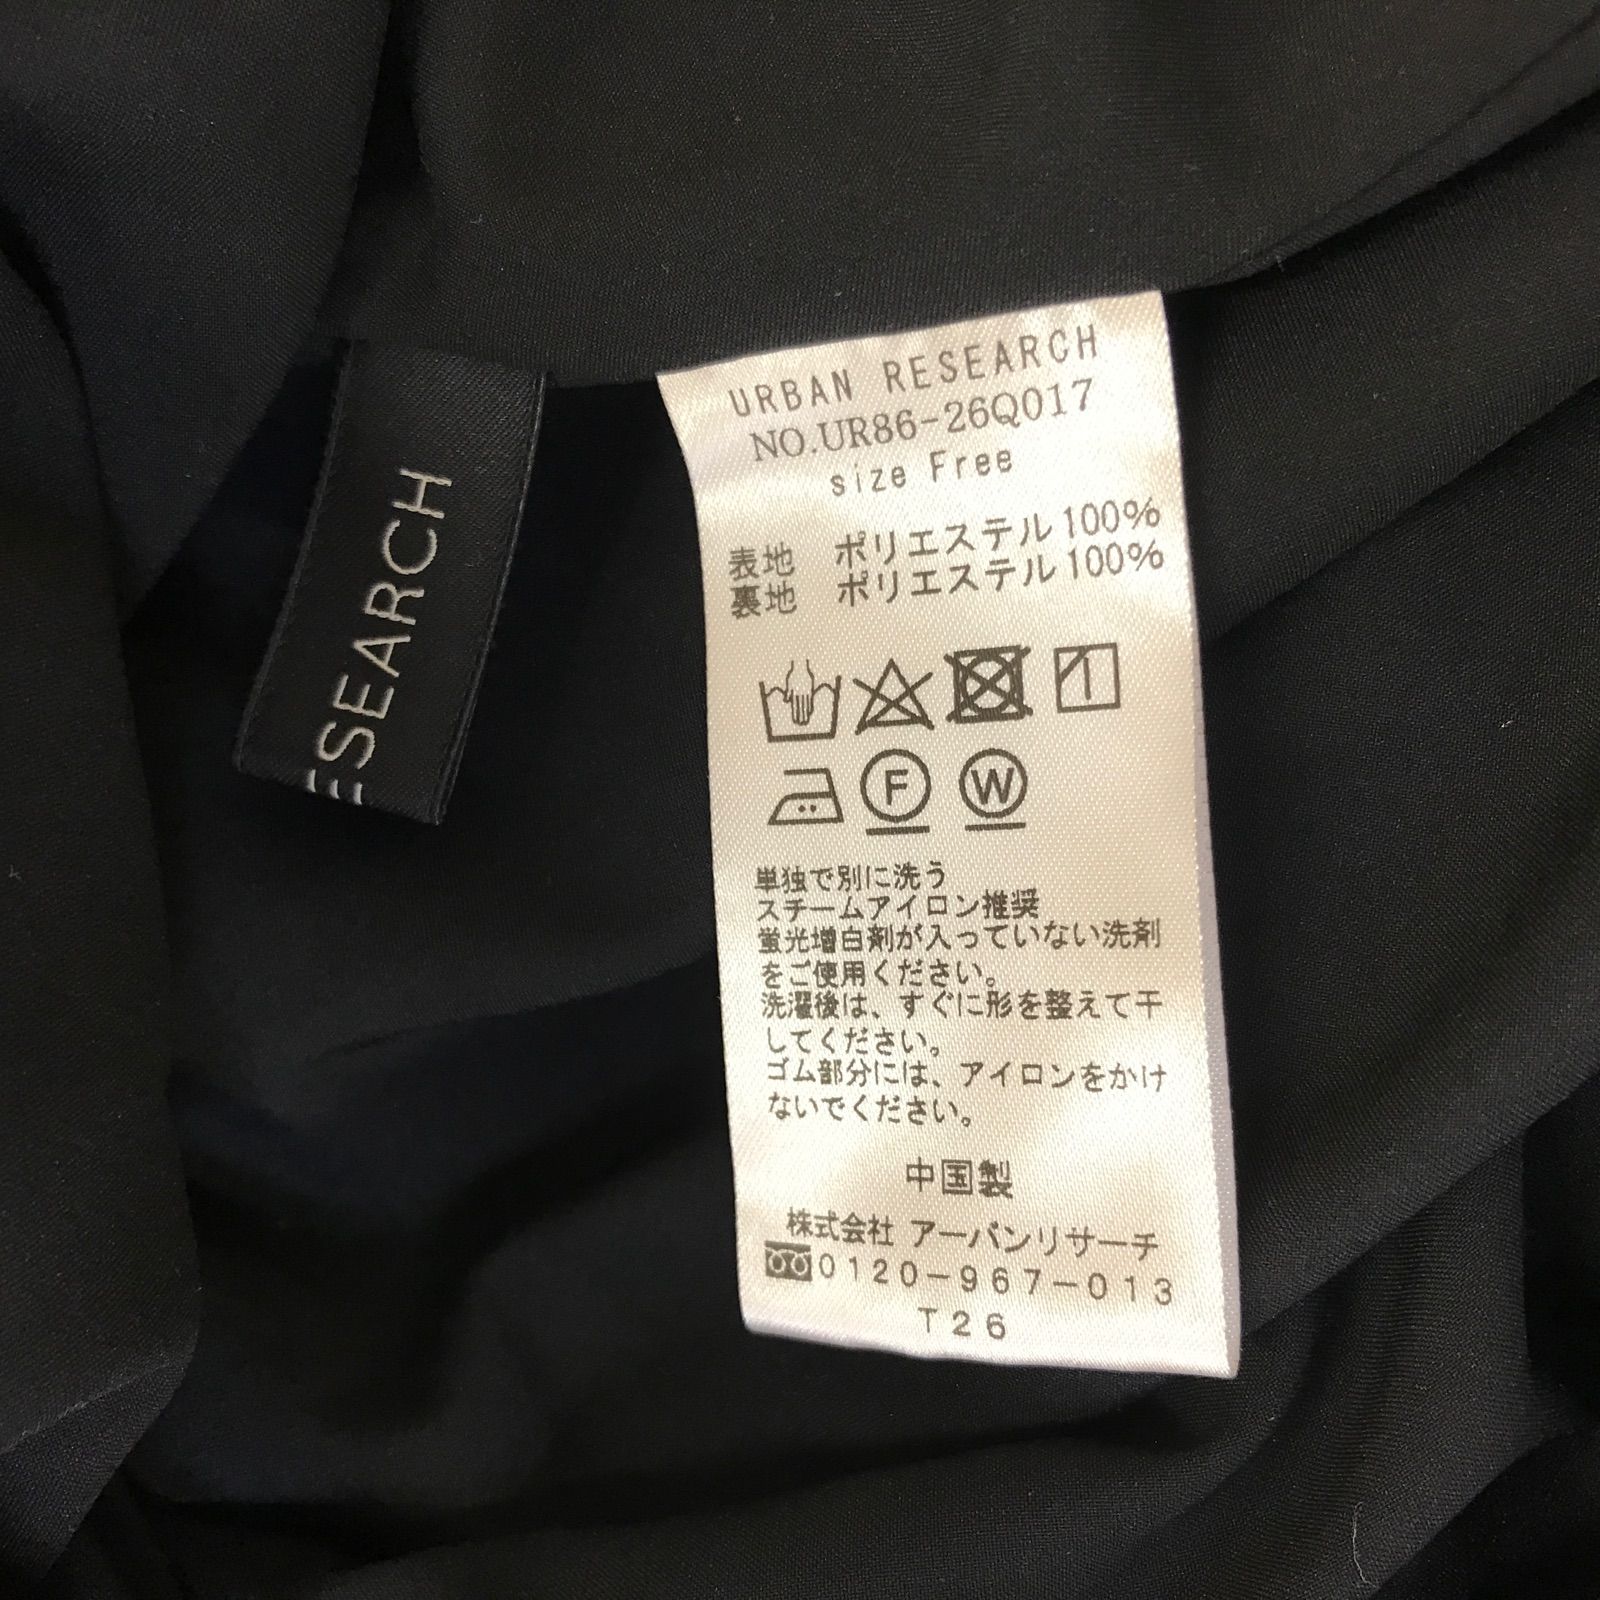 ESEARCH
URBAN RESEARCH
NO.UR86-26Q017
size Free
表地 ポリエステル100%
裏地 ポリエステル100%
F W
単独で別に洗う
スチームアイロン推奨
蛍光増白剤が入っていない洗剤
をご使用ください。
洗濯後は、すぐに形を整えて干
してください。
ゴム部分には、アイロンをかけ
ないでください。
中国製
株式会社 アーバンリサーチ
0120-967-013
T26